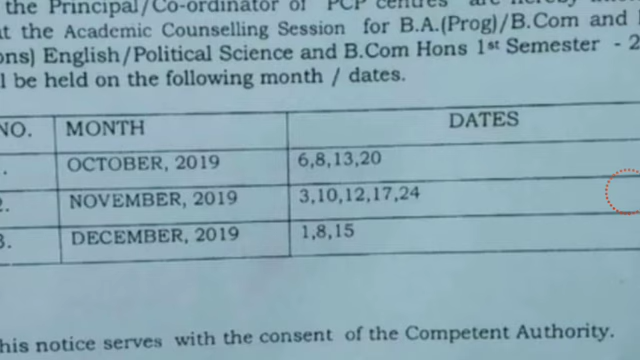 the Principal/Co-ordinator of PCP centres are hereby
t the Academic Counselling Session for B.A.(Prog)/B.Com and
ons) English/Political Science and B.Com Hons 1st Semester - 2
l be held on the following month / dates.
NO. MONTH DATES
. OCTOBER, 2019 6,8,13,20
2. NOVEMBER, 2019 3,10,12,17,24
3. DECEMBER, 2019 1,8,15
his notice serves with the consent of the Competent Authority.